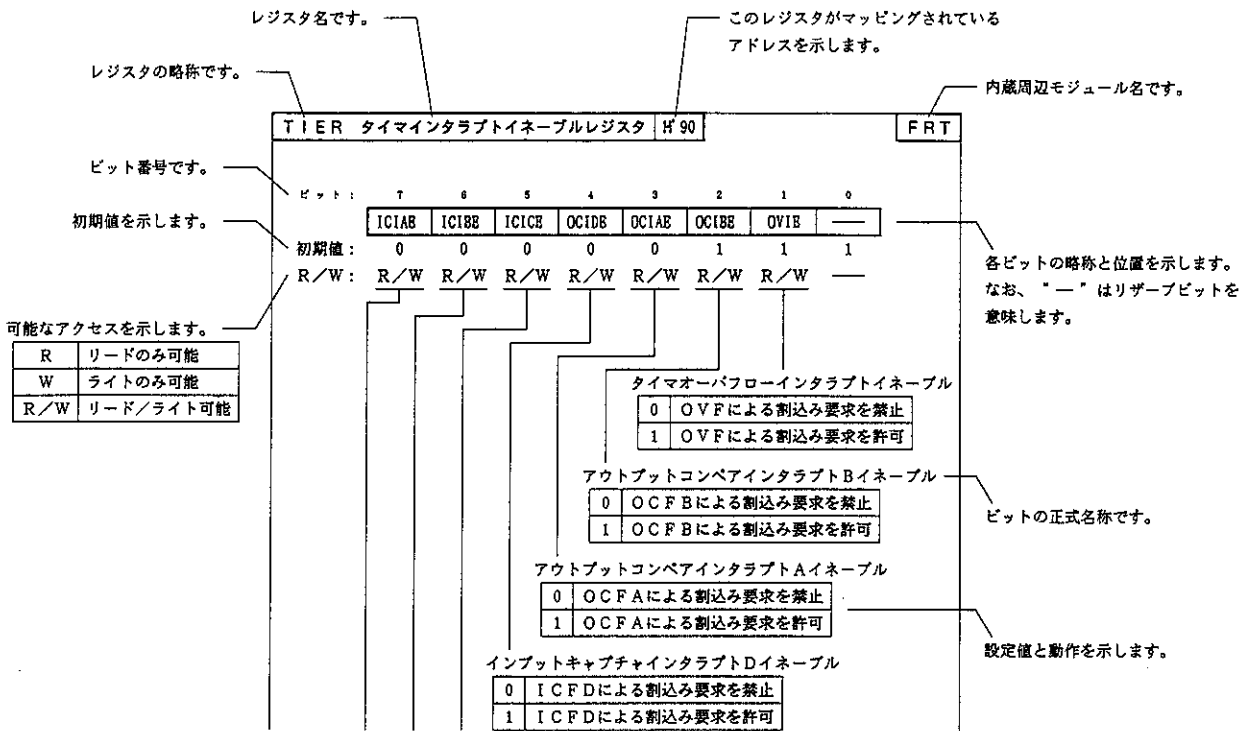 レジスタ名です。
このレジスタがマッピングされている
アドレスを示します。
レジスタの略称です。
内蔵周辺モジュール名です。
TIER タイマインタラプトイネーブルレジスタ H'90
FRT
ビット番号です。
ビット: 7 6 5 4 3 2 1 0
ICIAE ICIBE ICICE OCIDE OCIAE OCIBE OVIE —
初期値を示します。
初期値: 0 0 0 0 0 1 1 1
R/W: R/W R/W R/W R/W R/W R/W R/W —
各ビットの略称と位置を示します。
なお、"—"はリザーブビットを
意味します。
可能なアクセスを示します。
R リードのみ可能
W ライトのみ可能
R/W リード/ライト可能
タイマオーバフローインタラプトイネーブル
0 OVFによる割込み要求を禁止
1 OVFによる割込み要求を許可
アウトプットコンペアインタラプトBイネーブル
0 OCFBによる割込み要求を禁止
1 OCFBによる割込み要求を許可
ビットの正式名称です。
アウトプットコンペアインタラプトAイネーブル
0 OCFAによる割込み要求を禁止
1 OCFAによる割込み要求を許可
設定値と動作を示します。
インプットキャプチャインタラプトDイネーブル
0 ICFDによる割込み要求を禁止
1 ICFDによる割込み要求を許可